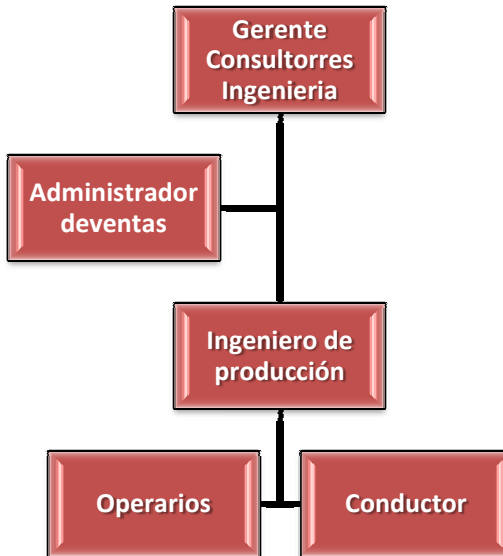 Gerente
Consultorres
Ingenieria
Administrador
deventas
Ingeniero de
producción
Operarios
Conductor